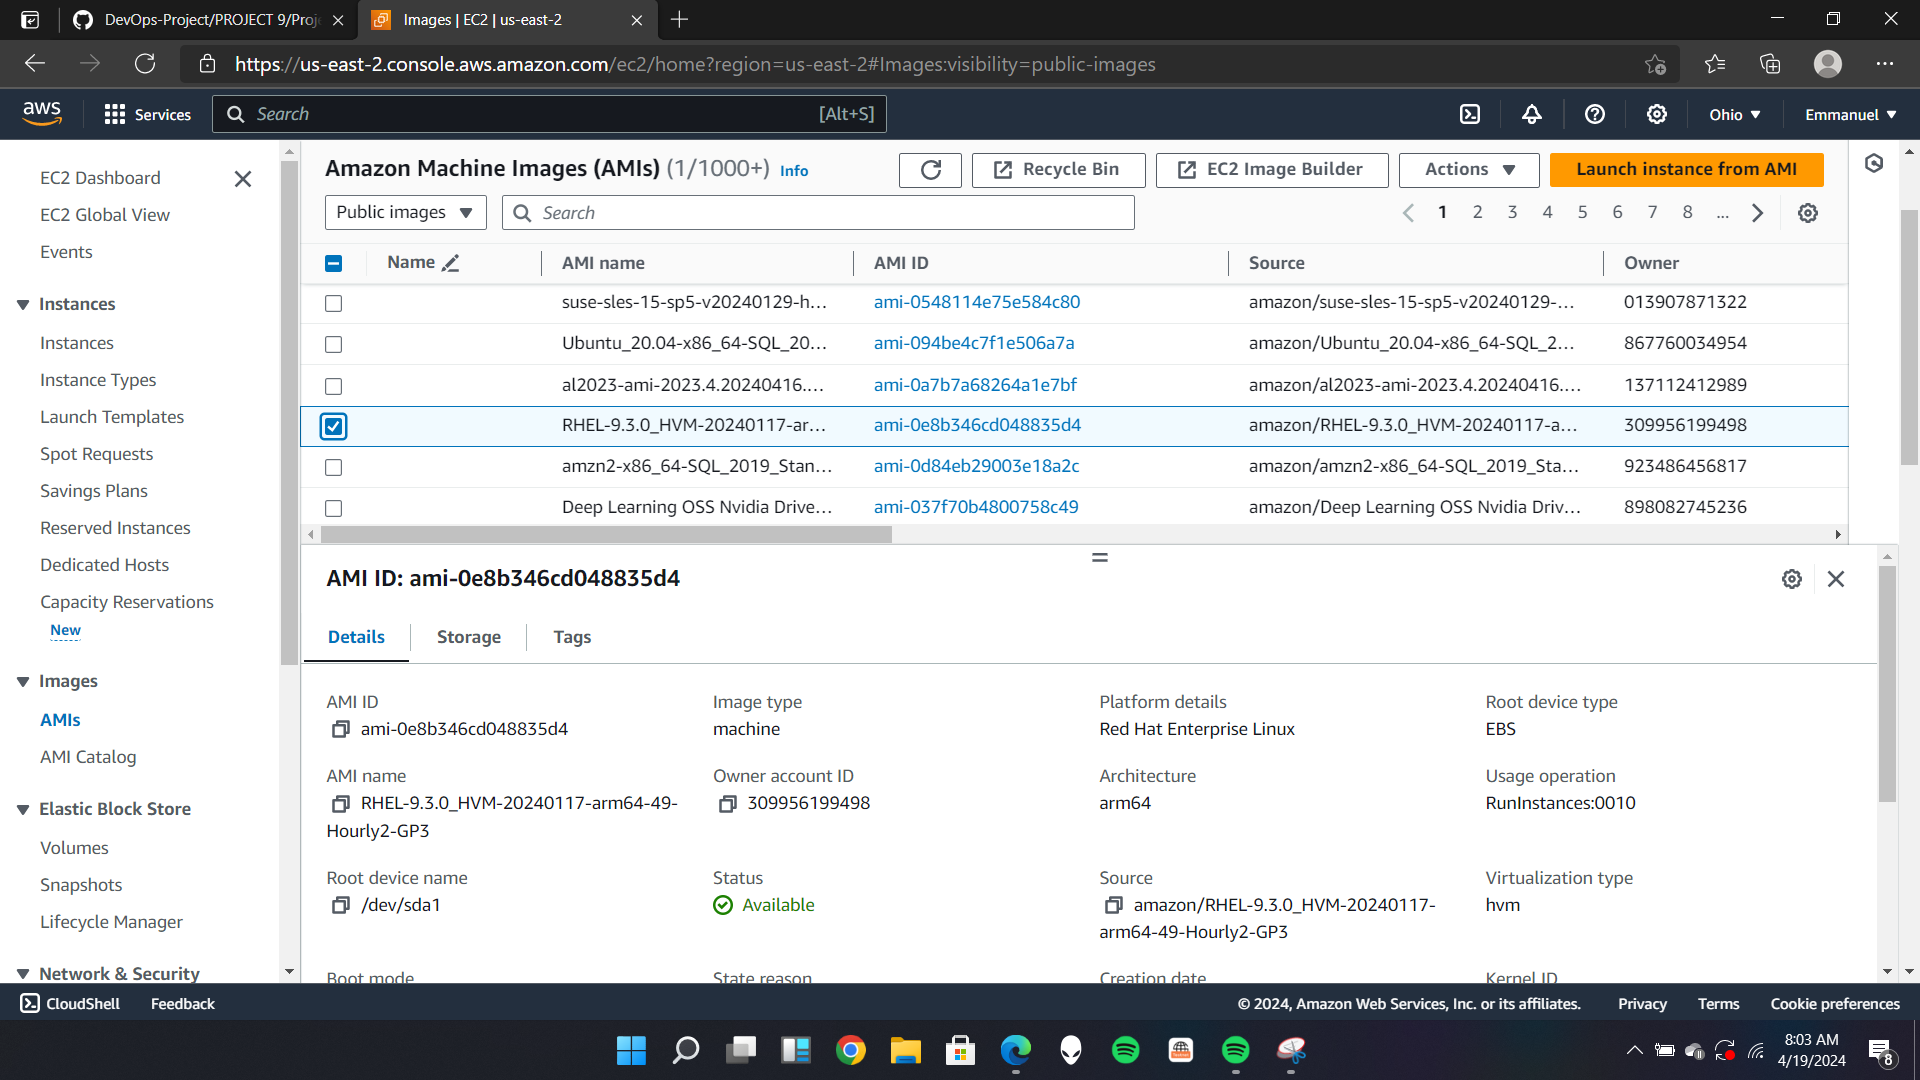 DevOps-Project/PROJECT 9/Proj
Images | EC2 | us-east-2
https://us-east-2.console.aws.amazon.com/ec2/home?region=us-east-2#Images:visibility=public-images
aws
Services
Search
[Alt+S]
Ohio
Emmanuel
EC2 Dashboard
EC2 Global View
Events
Instances
Instances
Instance Types
Launch Templates
Spot Requests
Savings Plans
Reserved Instances
Dedicated Hosts
Capacity Reservations
New
Images
AMIs
AMI Catalog
Elastic Block Store
Volumes
Snapshots
Lifecycle Manager
Network & Security
Amazon Machine Images (AMIs) (1/1000+) Info
Recycle Bin
EC2 Image Builder
Actions
Launch instance from AMI
Public images
Search
1 2 3 4 5 6 7 8 ...
Name AMI name AMI ID Source Owner
suse-sles-15-sp5-v20240129-h... ami-0548114e75e584c80 amazon/suse-sles-15-sp5-v20240129-... 013907871322
Ubuntu_20.04-x86_64-SQL_20... ami-094be4c7f1e506a7a amazon/Ubuntu_20.04-x86_64-SQL_2... 867760034954
al2023-ami-2023.4.20240416.... ami-0a7b7a68264a1e7bf amazon/al2023-ami-2023.4.20240416.... 137112412989
RHEL-9.3.0_HVM-20240117-ar... ami-0e8b346cd048835d4 amazon/RHEL-9.3.0_HVM-20240117-a... 309956199498
amzn2-x86_64-SQL_2019_Stan... ami-0d84eb29003e18a2c amazon/amzn2-x86_64-SQL_2019_Sta... 923486456817
Deep Learning OSS Nvidia Drive... ami-037f70b4800758c49 amazon/Deep Learning OSS Nvidia Driv... 898082745236
AMI ID: ami-0e8b346cd048835d4
Details Storage Tags
AMI ID
ami-0e8b346cd048835d4
Image type
machine
Platform details
Red Hat Enterprise Linux
Root device type
EBS
AMI name
RHEL-9.3.0_HVM-20240117-arm64-49-
Hourly2-GP3
Owner account ID
309956199498
Architecture
arm64
Usage operation
RunInstances:0010
Root device name
/dev/sda1
Status
Available
Source
amazon/RHEL-9.3.0_HVM-20240117-
arm64-49-Hourly2-GP3
Virtualization type
hvm
Boot mode
State reason
Creation date
Kernel ID
CloudShell
Feedback
© 2024, Amazon Web Services, Inc. or its affiliates.
Privacy
Terms
Cookie preferences
8:03 AM
4/19/2024
8